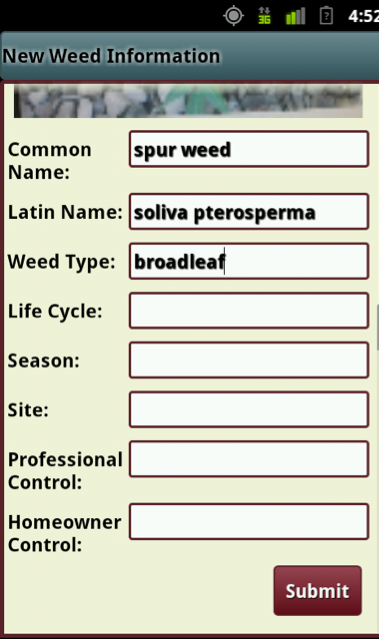 3G
4:52
New Weed Information
Common
Name:
spur weed
Latin Name:
soliva pterosperma
Weed Type:
broadleaf
Life Cycle:
Season:
Site:
Professional
Control:
Homeowner
Control:
Submit